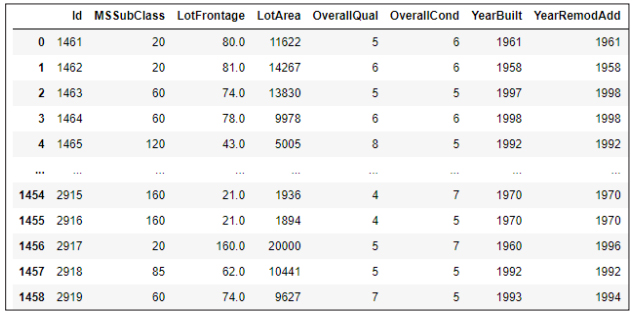 Id MSSubClass LotFrontage LotArea OverallQual OverallCond YearBuilt YearRemodAdd
0 1461 20 80.0 11622 5 6 1961 1961
1 1462 20 81.0 14267 6 6 1958 1958
2 1463 60 74.0 13830 5 5 1997 1998
3 1464 60 78.0 9978 6 6 1998 1998
4 1465 120 43.0 5005 8 5 1992 1992
... ... ... ... ... ... ... ... ...
1454 2915 160 21.0 1936 4 7 1970 1970
1455 2916 160 21.0 1894 4 5 1970 1970
1456 2917 20 160.0 20000 5 7 1960 1996
1457 2918 85 62.0 10441 5 5 1992 1992
1458 2919 60 74.0 9627 7 5 1993 1994